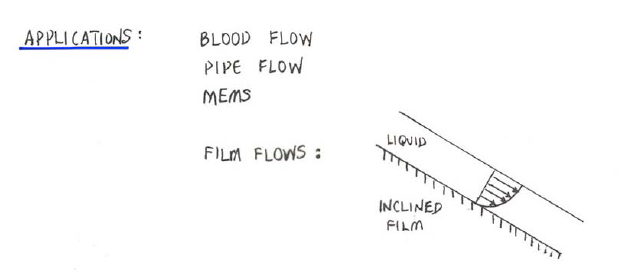 APPLICATIONS :
BLOOD FLOW
PIPE FLOW
MEMS
FILM FLOWS :
LIQUID
INCLINED
FILM